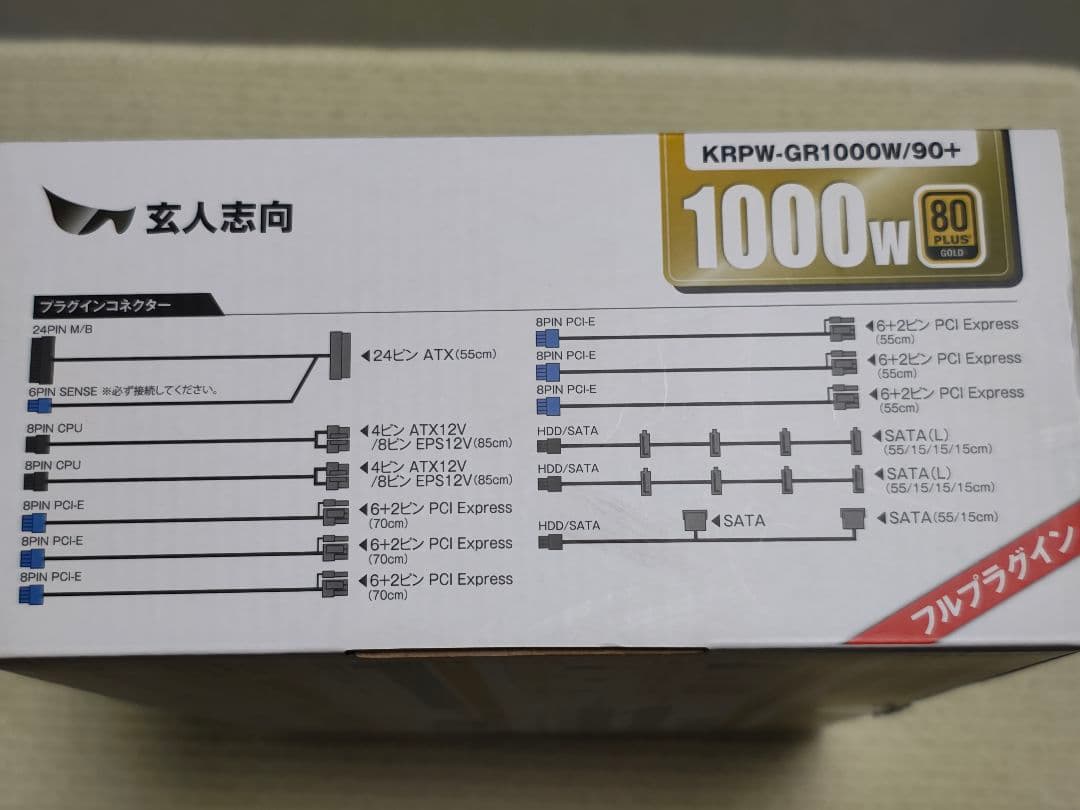 玄人志向
KRPW-GR1000W/90+
1000W
80
PLUS
GOLD
プラグインコネクター
24PIN M/B
◀24ピン ATX(55cm)
6PIN SENSE ※必ず接続してください。
8PIN CPU
◀4ピン ATX12V
/8ピン EPS12V(85cm)
8PIN CPU
◀4ピン ATX12V
/8ピン EPS12V(85cm)
8PIN PCI-E
◀6+2ピン PCI Express
(70cm)
8PIN PCI-E
◀6+2ピン PCI Express
(70cm)
8PIN PCI-E
◀6+2ピン PCI Express
(70cm)
8PIN PCI-E
◀6+2ピン PCI Express
(55cm)
8PIN PCI-E
◀6+2ピン PCI Express
(55cm)
8PIN PCI-E
◀6+2ピン PCI Express
(55cm)
HDD/SATA
◀SATA(L)
(55/15/15/15cm)
HDD/SATA
◀SATA(L)
(55/15/15/15cm)
HDD/SATA
◀SATA
◀SATA(55/15cm)
フルプラグイン